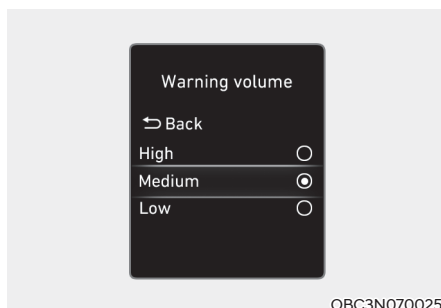 Warning volume
Back
High
Medium
Low
OBC3N070025